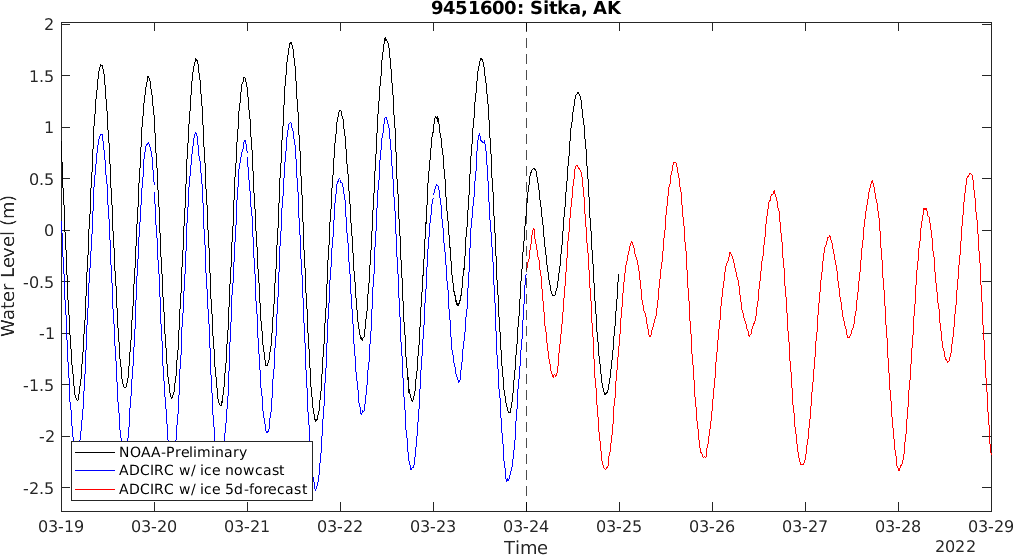 9451600: Sitka, AK
2
1.5
1
0.5
0
-0.5
-1
-1.5
-2
-2.5
Water Level (m)
NOAA-Preliminary
ADCIRC w/ ice nowcast
ADCIRC w/ ice 5d-forecast
03-19 03-20 03-21 03-22 03-23 03-24 03-25 03-26 03-27 03-28 03-29
Time
2022